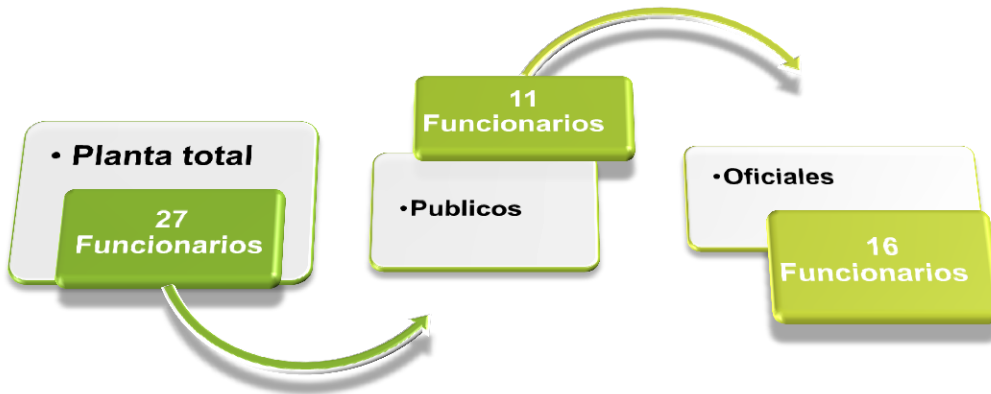 • Planta total
27
Funcionarios
11
Funcionarios
•Publicos
•Oficiales
16
Funcionarios